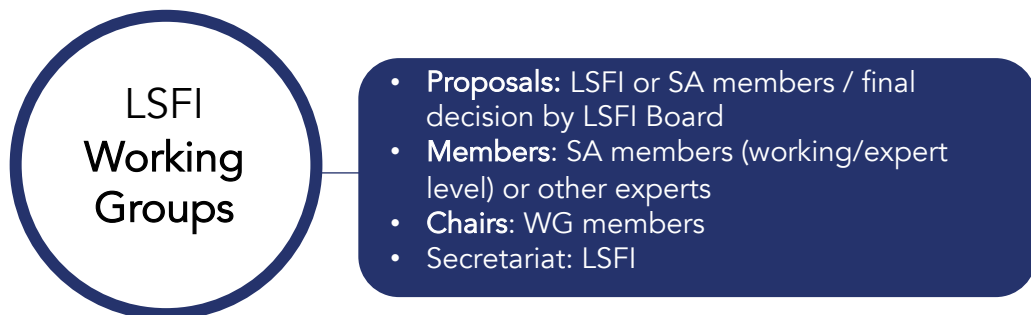 LSFI
Working
Groups
• Proposals: LSFI or SA members / final
decision by LSFI Board
• Members: SA members (working/expert
level) or other experts
• Chairs: WG members
• Secretariat: LSFI